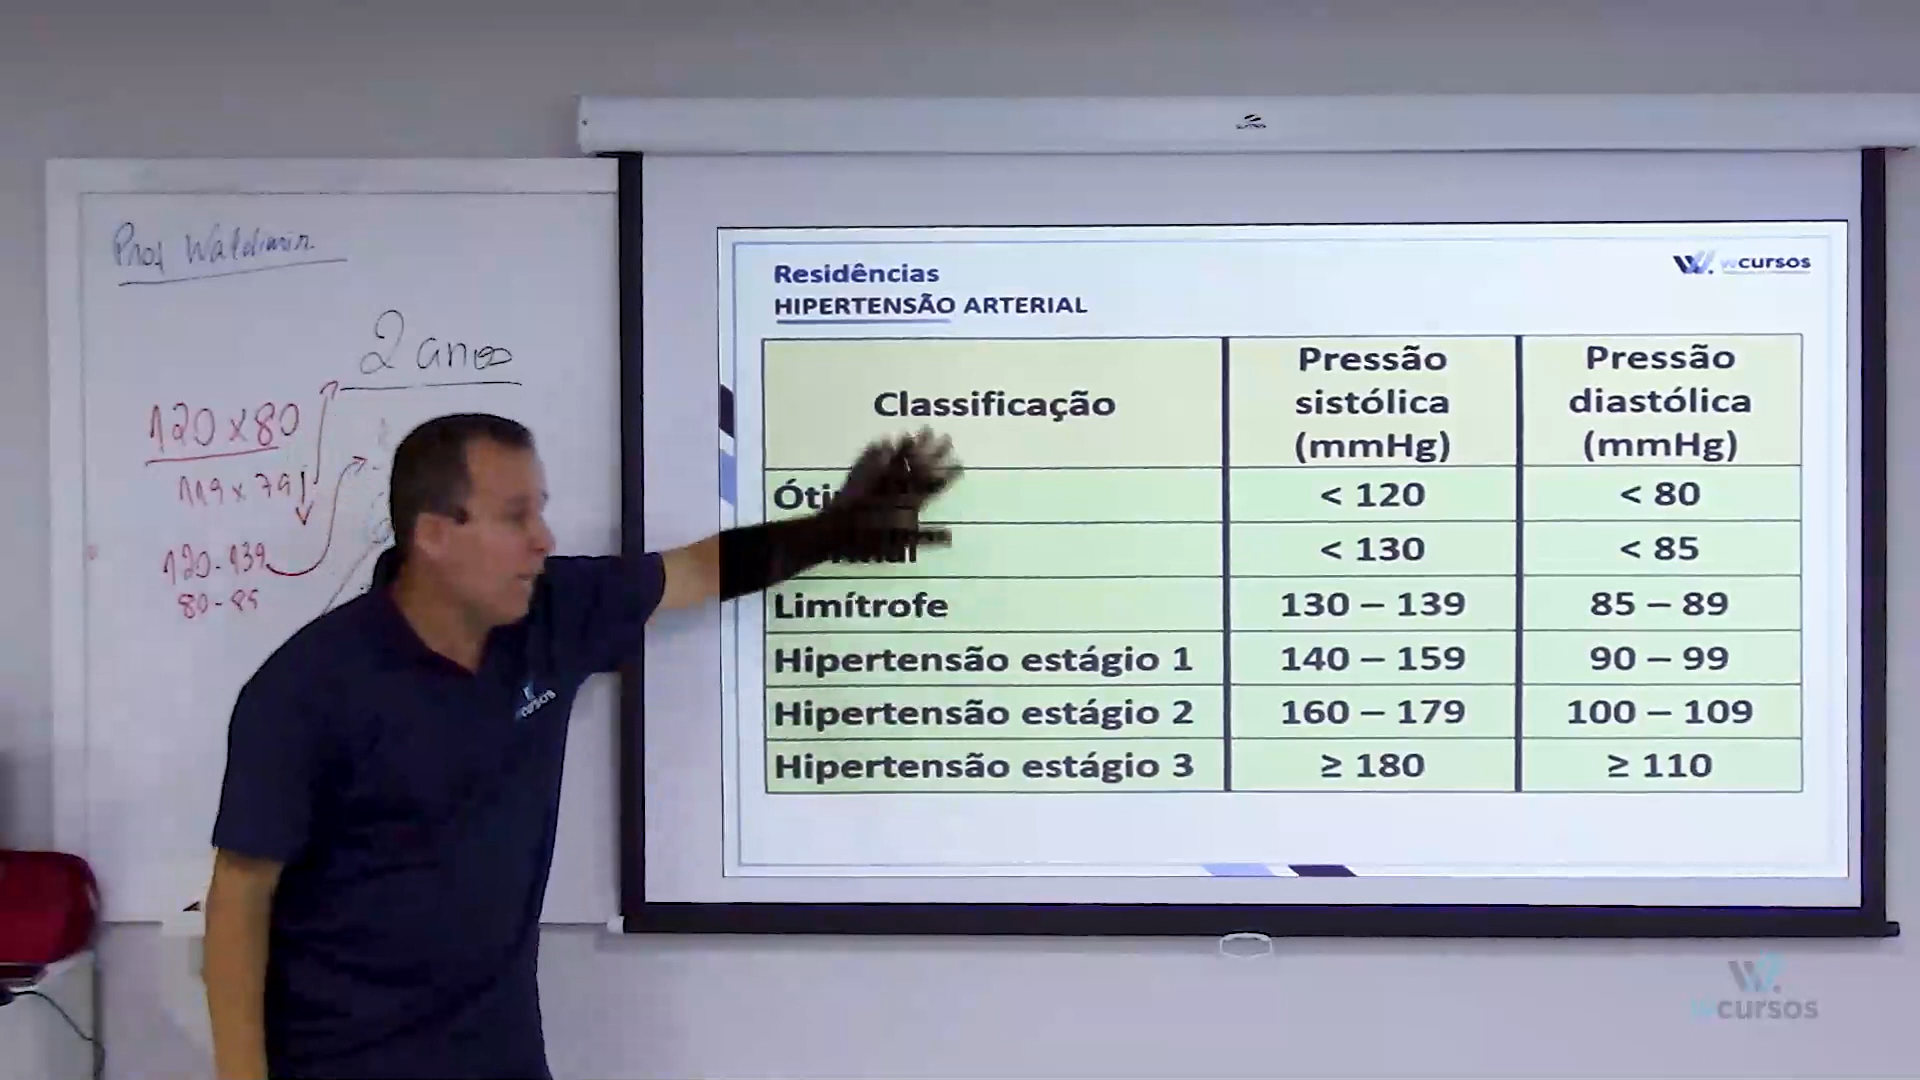 Prof Waldimir
2 anos
120 x 80
119 x 79
120-139
80-89
Residências
HIPERTENSÃO ARTERIAL
wcursos
Classificação
Pressão sistólica (mmHg)
Pressão diastólica (mmHg)
< 120 < 80
< 130 < 85
Limítrofe 130 – 139 85 – 89
Hipertensão estágio 1 140 – 159 90 – 99
Hipertensão estágio 2 160 – 179 100 – 109
Hipertensão estágio 3 ≥ 180 ≥ 110
wcursos
wcursos